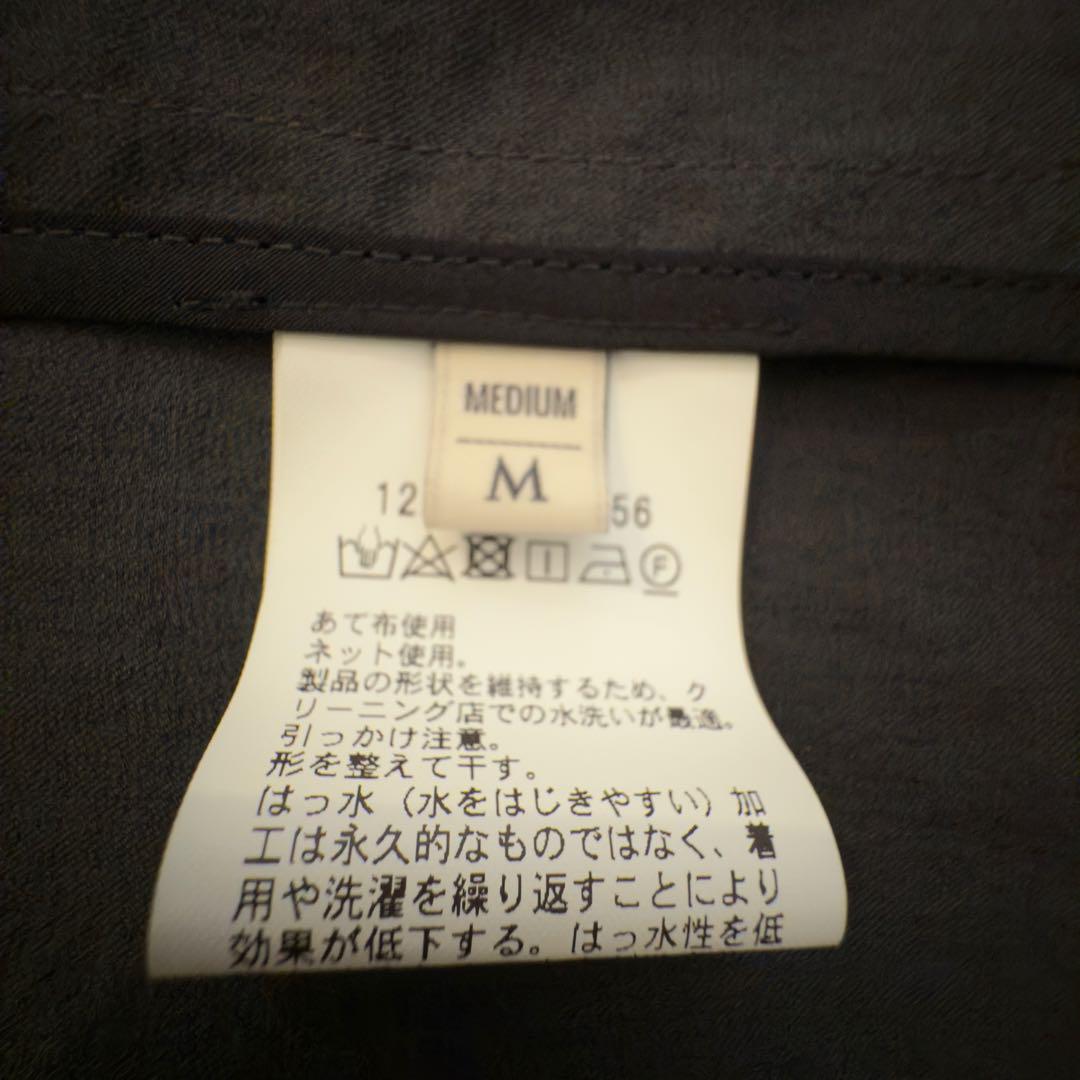 MEDIUM
M
12 56
F
あて布使用
ネット使用。
製品の形状を維持するため、ク
リーニング店での水洗いが最適。
引っかけ注意。
形を整えて干す。
はっ水(水をはじきやすい)加
工は永久的なものではなく、着
用や洗濯を繰り返すことにより
効果が低下する。はっ水性を低